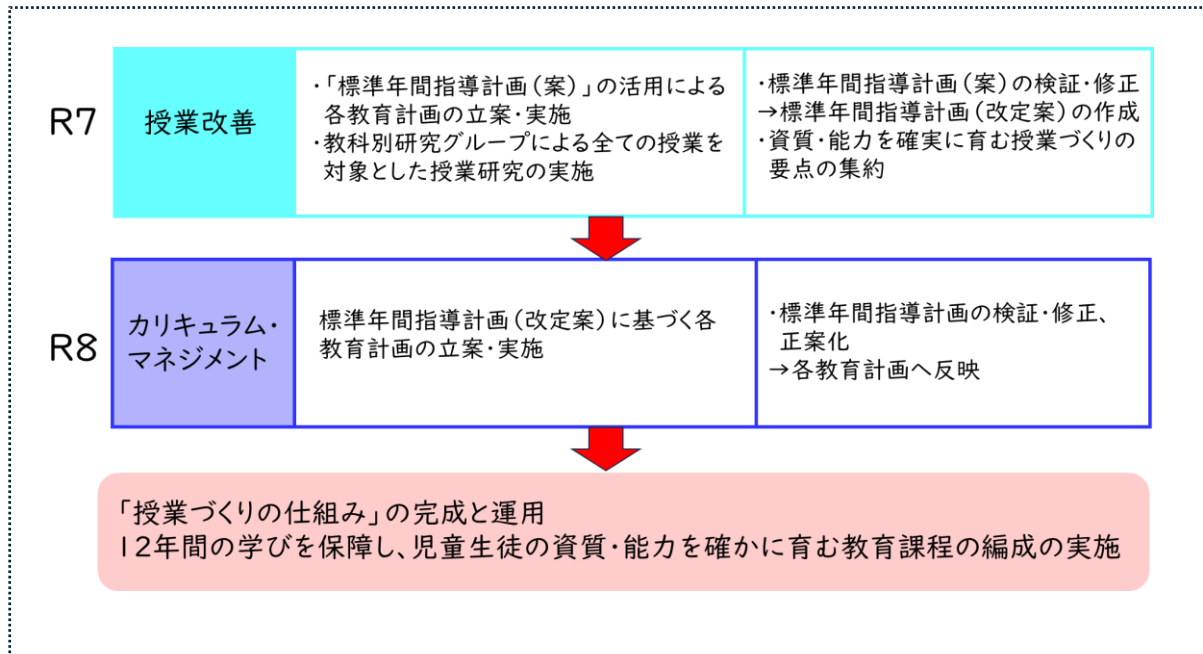 R7
授業改善
・「標準年間指導計画(案)」の活用による
各教育計画の立案・実施
・教科別研究グループによる全ての授業を
対象とした授業研究の実施
・標準年間指導計画(案)の検証・修正
→標準年間指導計画(改定案)の作成
・資質・能力を確実に育む授業づくりの
要点の集約
R8
カリキュラム・
マネジメント
標準年間指導計画(改定案)に基づく各
教育計画の立案・実施
・標準年間指導計画の検証・修正、
正案化
→各教育計画へ反映
「授業づくりの仕組み」の完成と運用
12年間の学びを保障し、児童生徒の資質・能力を確かに育む教育課程の編成の実施